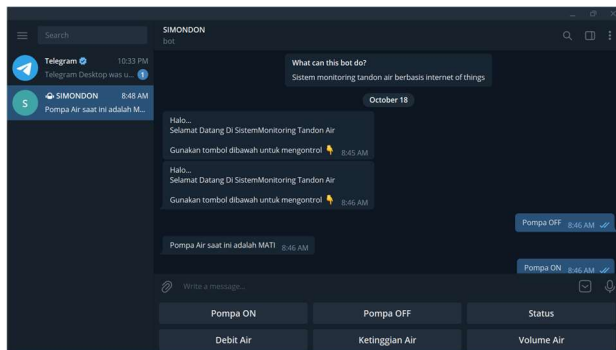 Search
Telegram 10:33 PM
Telegram Desktop was u... 1
S
SIMONDON 8:48 AM
Pompa Air saat ini adalah M...
SIMONDON
bot
What can this bot do?
Sistem monitoring tandon air berbasis internet of things
October 18
Halo...
Selamat Datang Di SistemMonitoring Tandon Air
Gunakan tombol dibawah untuk mengontrol 👇 8:45 AM
Halo...
Selamat Datang Di SistemMonitoring Tandon Air
Gunakan tombol dibawah untuk mengontrol 👇 8:46 AM
Pompa OFF 8:46 AM
Pompa Air saat ini adalah MATI 8:46 AM
Pompa ON 8:46 AM
Write a message...
Pompa ON Pompa OFF Status
Debit Air Ketinggian Air Volume Air